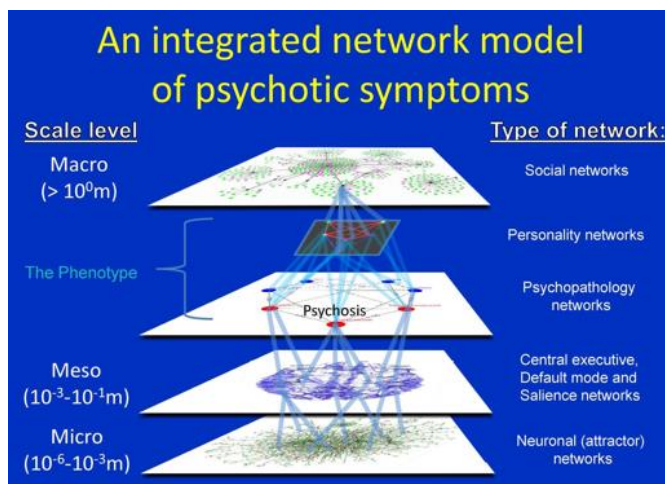 An integrated network model
of psychotic symptoms
Scale level
Type of network:
Macro
(> 10⁰m)
Social networks
Personality networks
The Phenotype
Psychopathology
networks
Psychosis
Meso
(10⁻³-10⁻¹m)
Central executive,
Default mode and
Salience networks
Micro
(10⁻⁶-10⁻³m)
Neuronal (attractor)
networks